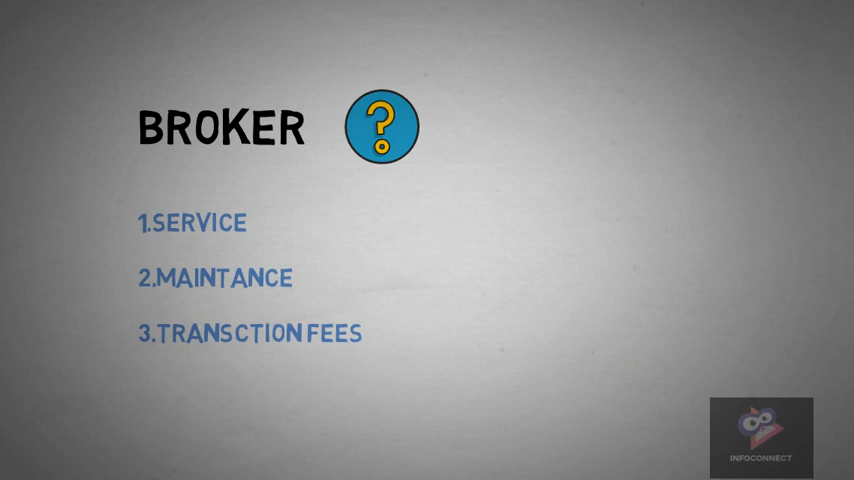 BROKER
1.SERVICE
2.MAINTANCE
3.TRANSCTION FEES
INFOCONNECT